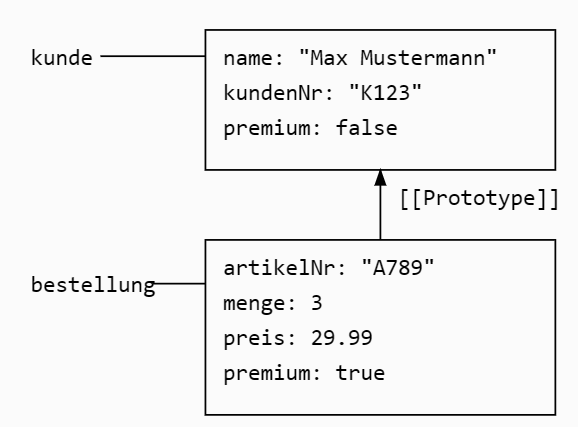 kunde
name: "Max Mustermann"
kundenNr: "K123"
premium: false
[[Prototype]]
bestellung
artikelNr: "A789"
menge: 3
preis: 29.99
premium: true